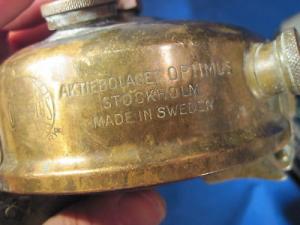 AKTIEBOLAGET OPTIMUS
STOCKHOLM
MADE IN SWEDEN